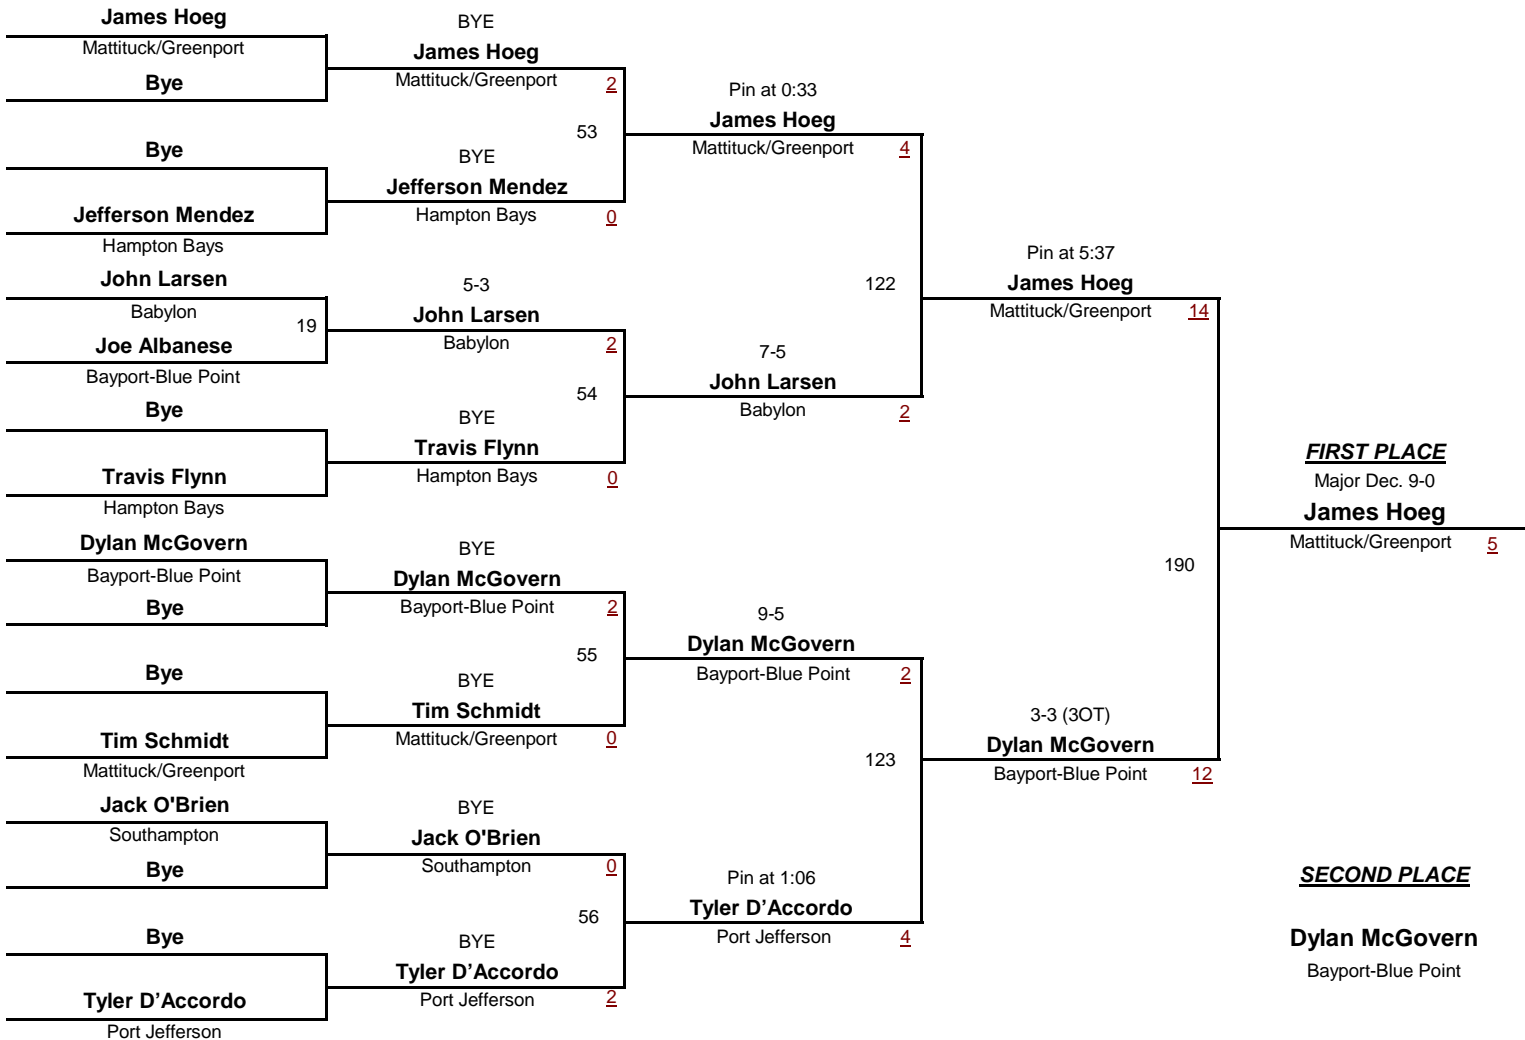 James Hoeg
Mattituck/Greenport
Bye
Bye
Jefferson Mendez
Hampton Bays
John Larsen
Babylon
19
Joe Albanese
Bayport-Blue Point
Bye
Travis Flynn
Hampton Bays
Dylan McGovern
Bayport-Blue Point
Bye
Bye
Tim Schmidt
Mattituck/Greenport
Jack O'Brien
Southampton
Bye
Bye
Tyler D’Accordo
Port Jefferson
BYE
James Hoeg
Mattituck/Greenport
2
53
BYE
Jefferson Mendez
Hampton Bays
0
5-3
John Larsen
Babylon
2
54
BYE
Travis Flynn
Hampton Bays
0
BYE
Dylan McGovern
Bayport-Blue Point
2
55
BYE
Tim Schmidt
Mattituck/Greenport
0
BYE
Jack O'Brien
Southampton
0
56
BYE
Tyler D’Accordo
Port Jefferson
2
Pin at 0:33
James Hoeg
Mattituck/Greenport
4
122
7-5
John Larsen
Babylon
2
9-5
Dylan McGovern
Bayport-Blue Point
2
123
Pin at 1:06
Tyler D’Accordo
Port Jefferson
4
Pin at 5:37
James Hoeg
Mattituck/Greenport
14
190
3-3 (3OT)
Dylan McGovern
Bayport-Blue Point
12
FIRST PLACE
Major Dec. 9-0
James Hoeg
Mattituck/Greenport
5
SECOND PLACE
Dylan McGovern
Bayport-Blue Point